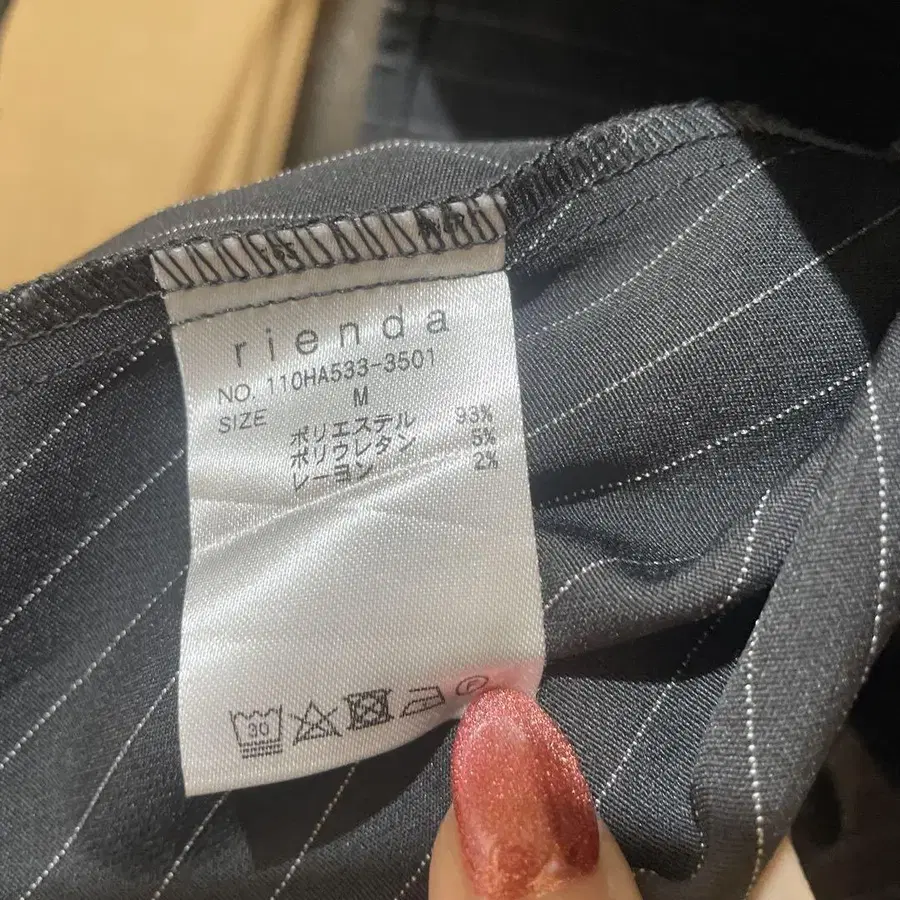 rienda
NO. 110HA533-3501
SIZE M
ポリエステル 93%
ポリウレタン 5%
レーヨン 2%
30
F